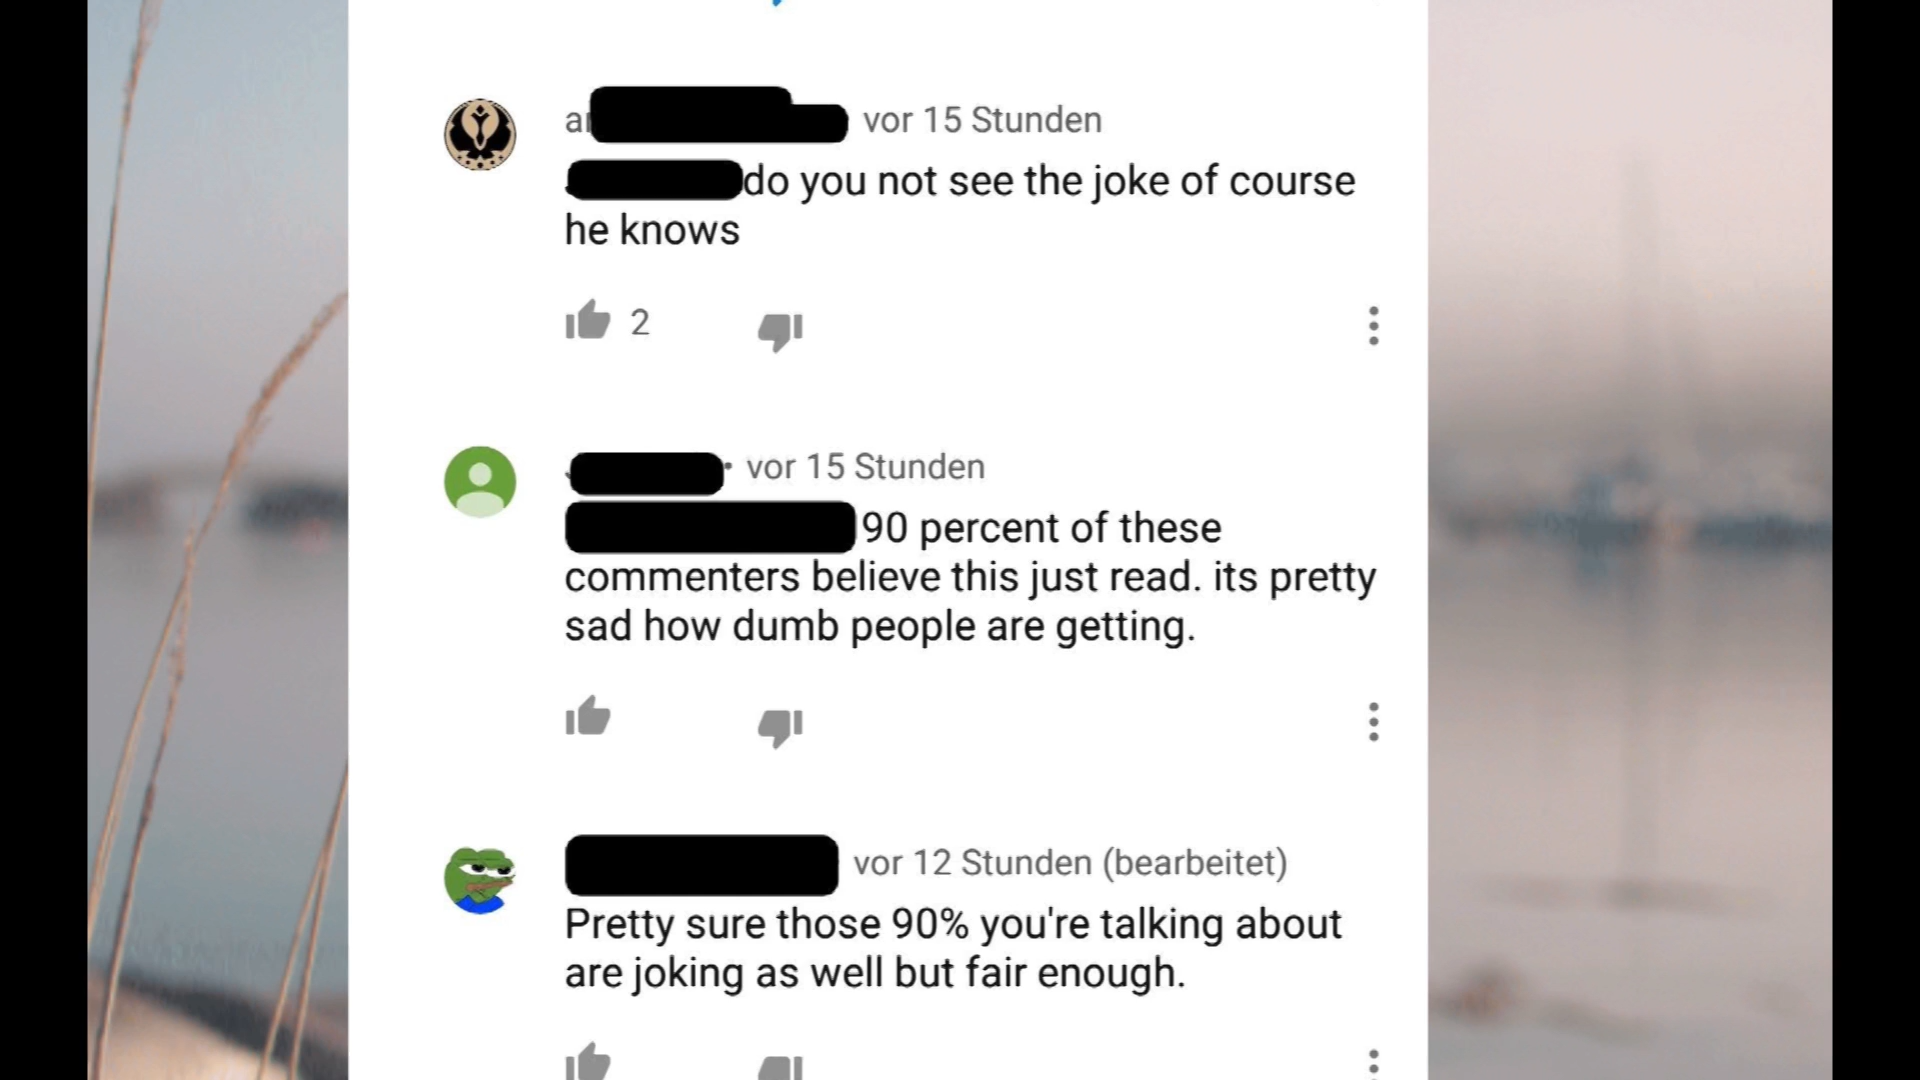 vor 15 Stunden
do you not see the joke of course
he knows
2
vor 15 Stunden
90 percent of these
commenters believe this just read. its pretty
sad how dumb people are getting.
vor 12 Stunden (bearbeitet)
Pretty sure those 90% you're talking about
are joking as well but fair enough.